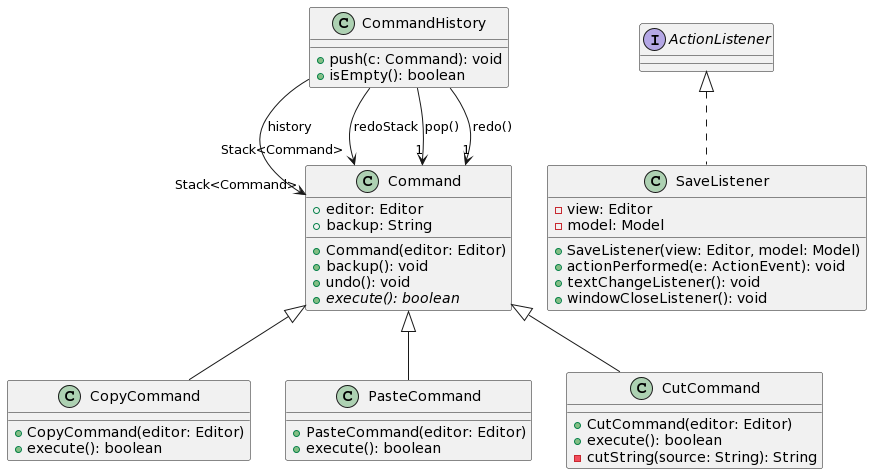 C CommandHistory
push(c: Command): void
isEmpty(): boolean
I ActionListener
history
redoStack
pop()
redo()
Stack<Command>
1
1
Stack<Command>
C Command
editor: Editor
backup: String
Command(editor: Editor)
backup(): void
undo(): void
execute(): boolean
C SaveListener
view: Editor
model: Model
SaveListener(view: Editor, model: Model)
actionPerformed(e: ActionEvent): void
textChangeListener(): void
windowCloseListener(): void
C CopyCommand
CopyCommand(editor: Editor)
execute(): boolean
C PasteCommand
PasteCommand(editor: Editor)
execute(): boolean
C CutCommand
CutCommand(editor: Editor)
execute(): boolean
cutString(source: String): String